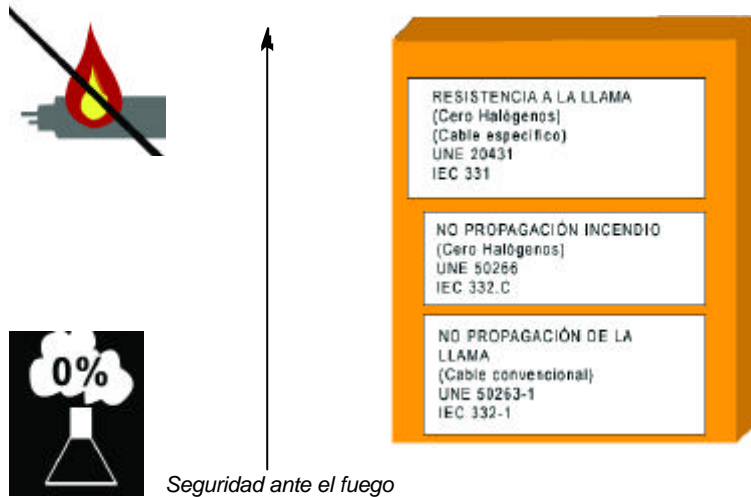 RESISTENCIA A LA LLAMA
(Cero Halógenos)
(Cable específico)
UNE 20431
IEC 331
NO PROPAGACIÓN INCENDIO
(Cero Halógenos)
UNE 50266
IEC 332.C
NO PROPAGACIÓN DE LA
LLAMA
(Cable convencional)
UNE 50263-1
IEC 332-1
0%
Seguridad ante el fuego